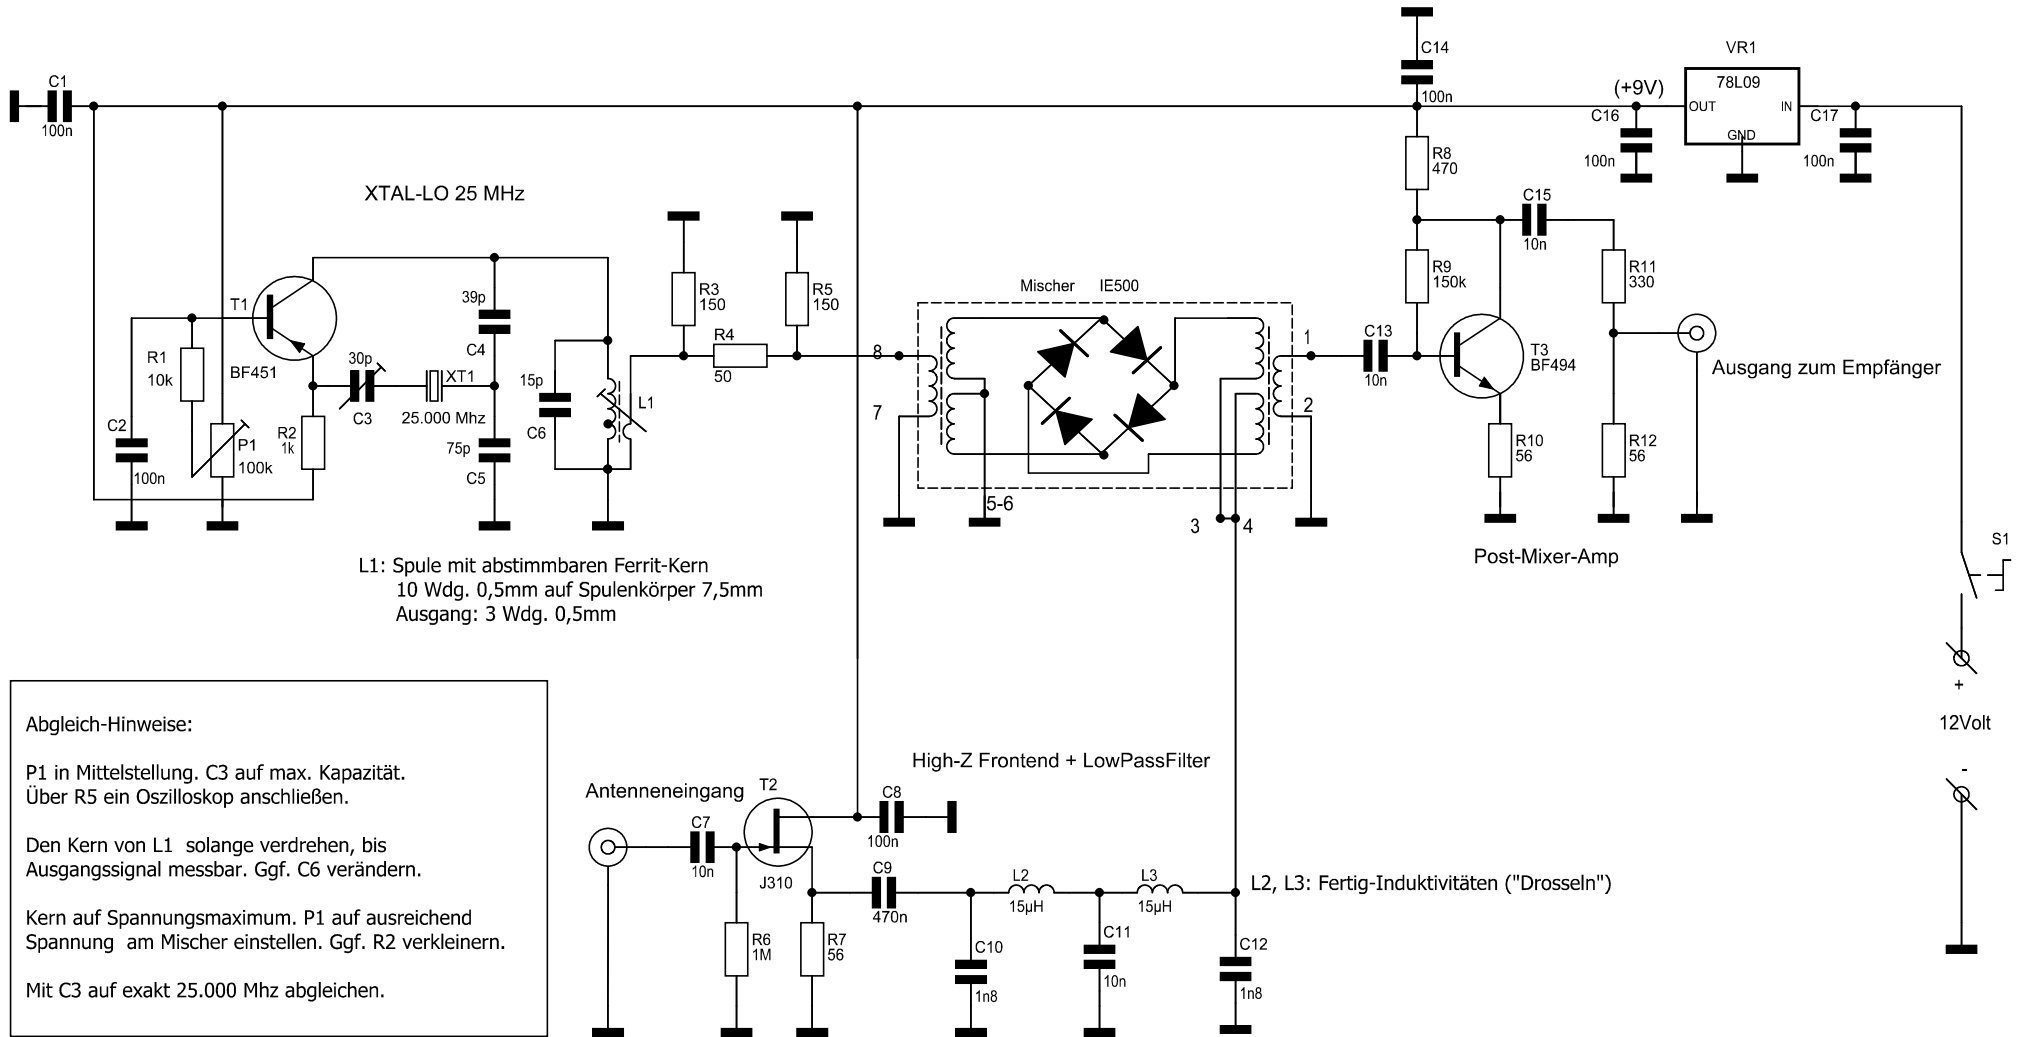 C14
100n
VR1
78L09
OUT
IN
GND
(+9V)
C16
100n
C17
100n
C1
100n
XTAL-LO 25 MHz
R8
470
C15
10n
R9
150k
R11
330
T3
BF494
R10
56
R12
56
C13
10n
Ausgang zum Empfänger
Post-Mixer-Amp
Mischer IE500
8
7
1
2
5-6
3
4
R3
150
R5
150
R4
50
T1
BF451
R1
10k
C2
100n
P1
100k
R2
1k
30p
C3
XT1
25.000 Mhz
39p
C4
75p
C5
15p
C6
L1
L1: Spule mit abstimmbaren Ferrit-Kern
10 Wdg. 0,5mm auf Spulenkörper 7,5mm
Ausgang: 3 Wdg. 0,5mm
S1
+
12Volt
-
Abgleich-Hinweise:
P1 in Mittelstellung. C3 auf max. Kapazität.
Über R5 ein Oszilloskop anschließen.
Den Kern von L1 solange verdrehen, bis
Ausgangssignal messbar. Ggf. C6 verändern.
Kern auf Spannungsmaximum. P1 auf ausreichend
Spannung am Mischer einstellen. Ggf. R2 verkleinern.
Mit C3 auf exakt 25.000 Mhz abgleichen.
High-Z Frontend + LowPassFilter
Antenneneingang
T2
J310
C7
10n
C8
100n
C9
470n
R6
1M
R7
56
L2
15µH
L3
15µH
C10
1n8
C11
10n
C12
1n8
L2, L3: Fertig-Induktivitäten ("Drosseln")